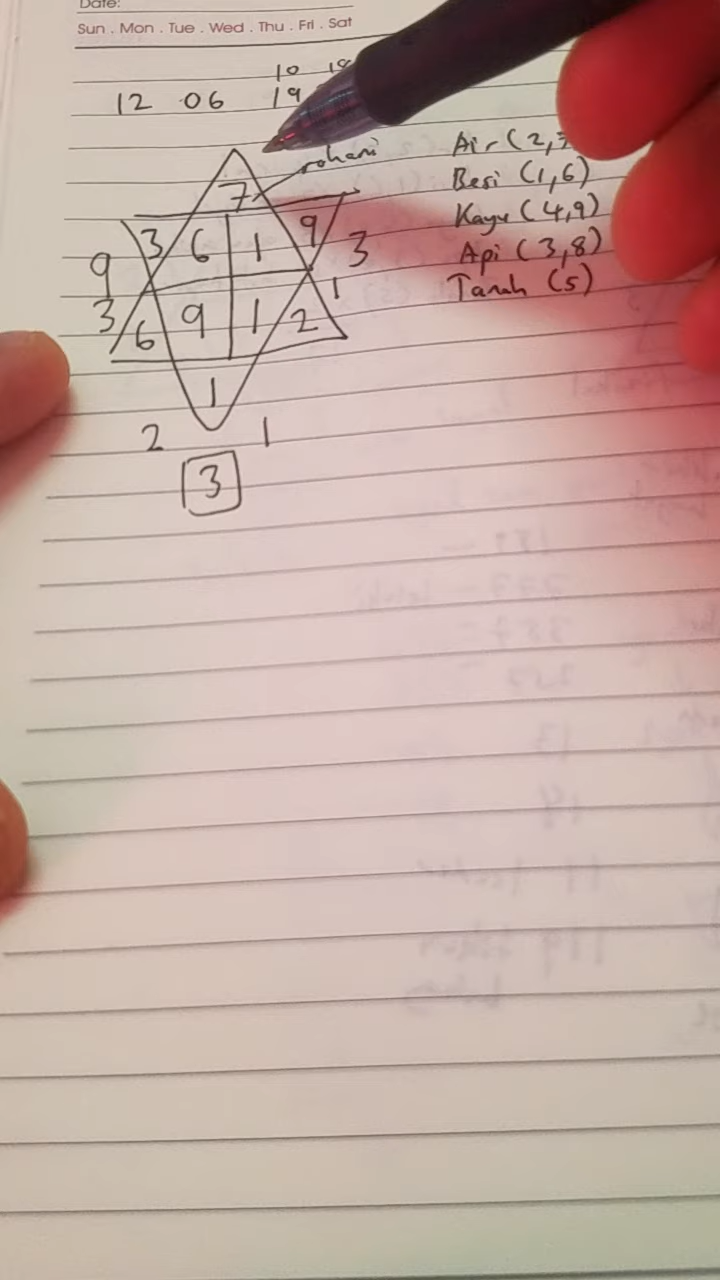 Date:
Sun . Mon . Tue . Wed . Thu . Fri . Sat
10
12 06 19
rohani
7
3 6 1 9
9 3
3 1
6 9 1 2
1
2 1
3
Air (2,
Besi (1,6)
Kayu (4,9)
Api (3,8)
Tanah (5)